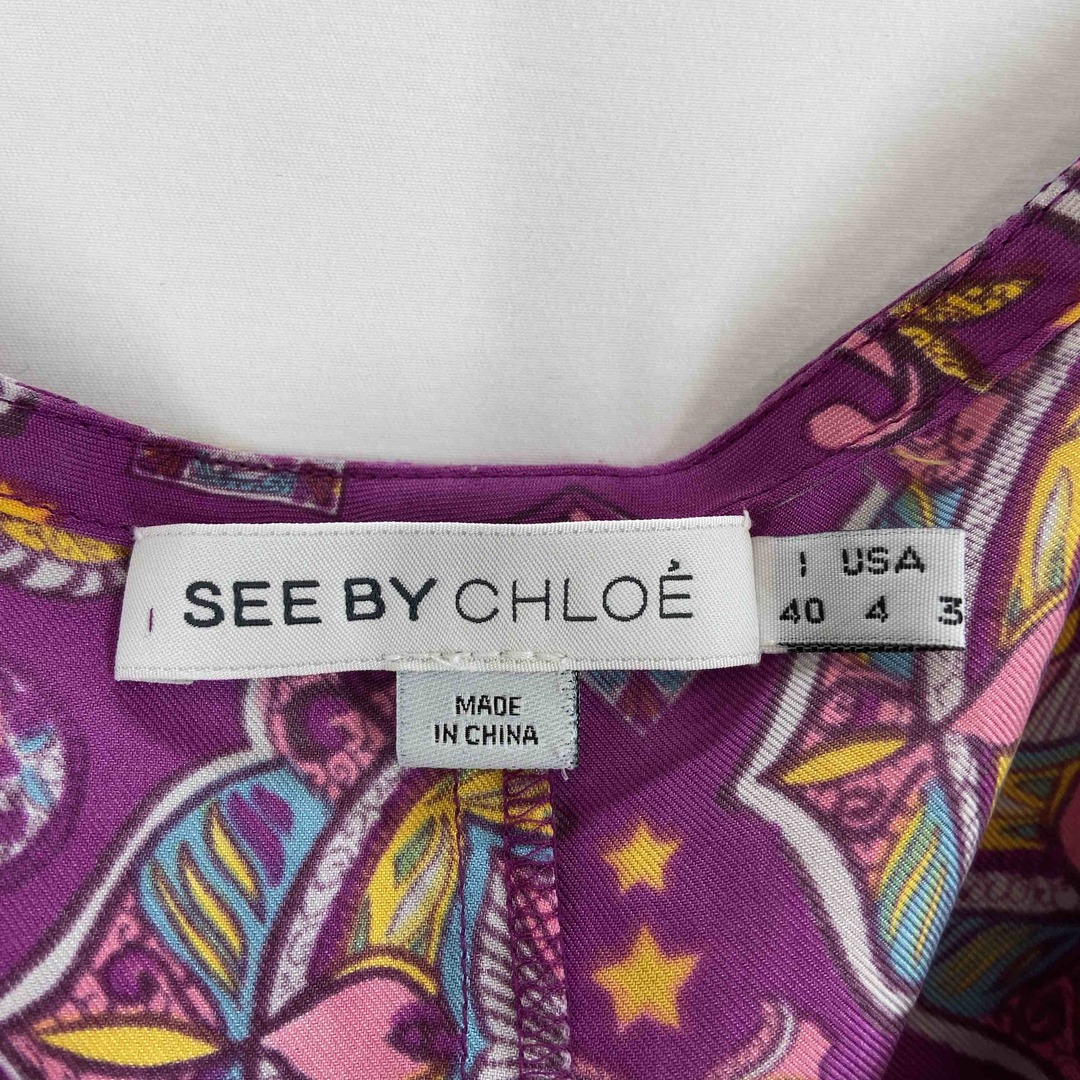 SEE BY CHLOÉ
I USA
40 4 3
MADE
IN CHINA